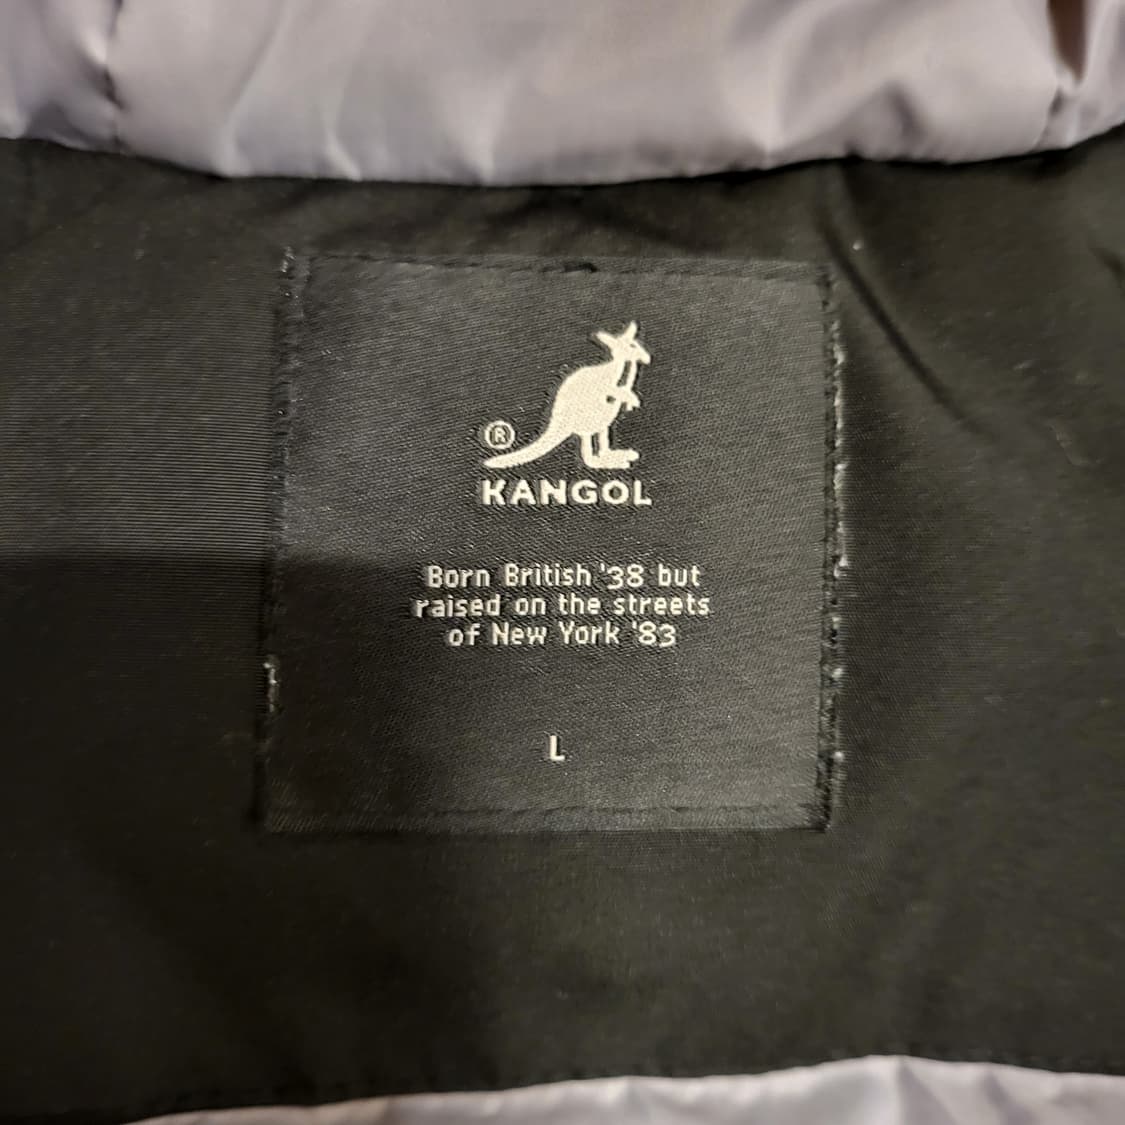 ®
KANGOL
Born British '38 but
raised on the streets
of New York '83
L